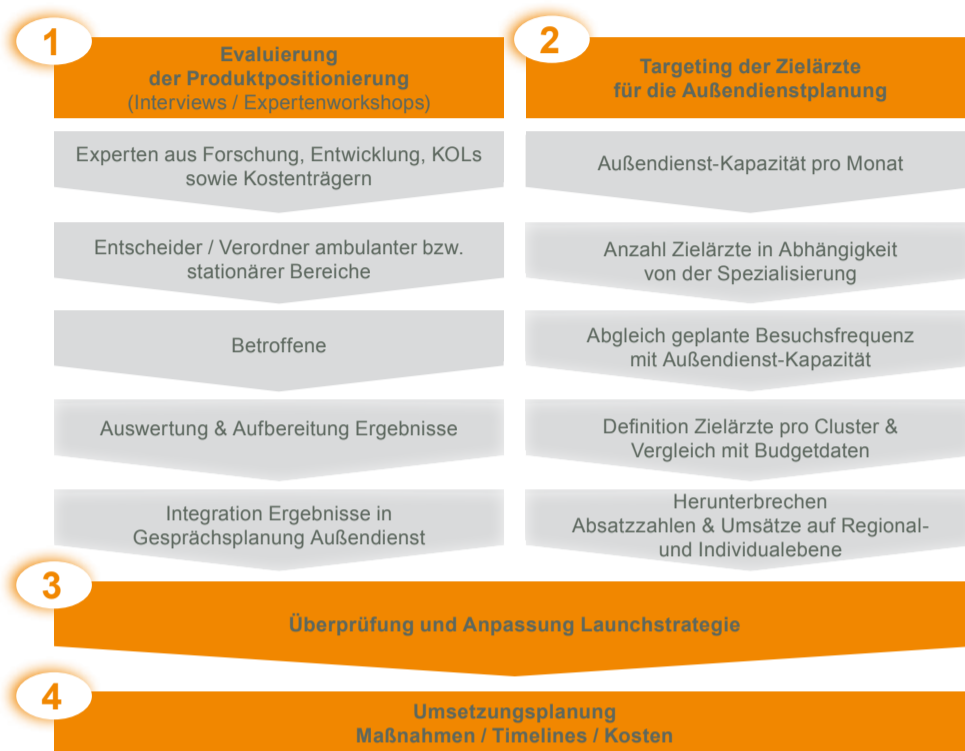 1
Evaluierung
der Produktpositionierung
(Interviews / Expertenworkshops)
Experten aus Forschung, Entwicklung, KOLs
sowie Kostenträgern
Entscheider / Verordner ambulanter bzw.
stationärer Bereiche
Betroffene
Auswertung & Aufbereitung Ergebnisse
Integration Ergebnisse in
Gesprächsplanung Außendienst
2
Targeting der Zielärzte
für die Außendienstplanung
Außendienst-Kapazität pro Monat
Anzahl Zielärzte in Abhängigkeit
von der Spezialisierung
Abgleich geplante Besuchsfrequenz
mit Außendienst-Kapazität
Definition Zielärzte pro Cluster &
Vergleich mit Budgetdaten
Herunterbrechen
Absatzzahlen & Umsätze auf Regional-
und Individualebene
3
Überprüfung und Anpassung Launchstrategie
4
Umsetzungsplanung
Maßnahmen / Timelines / Kosten